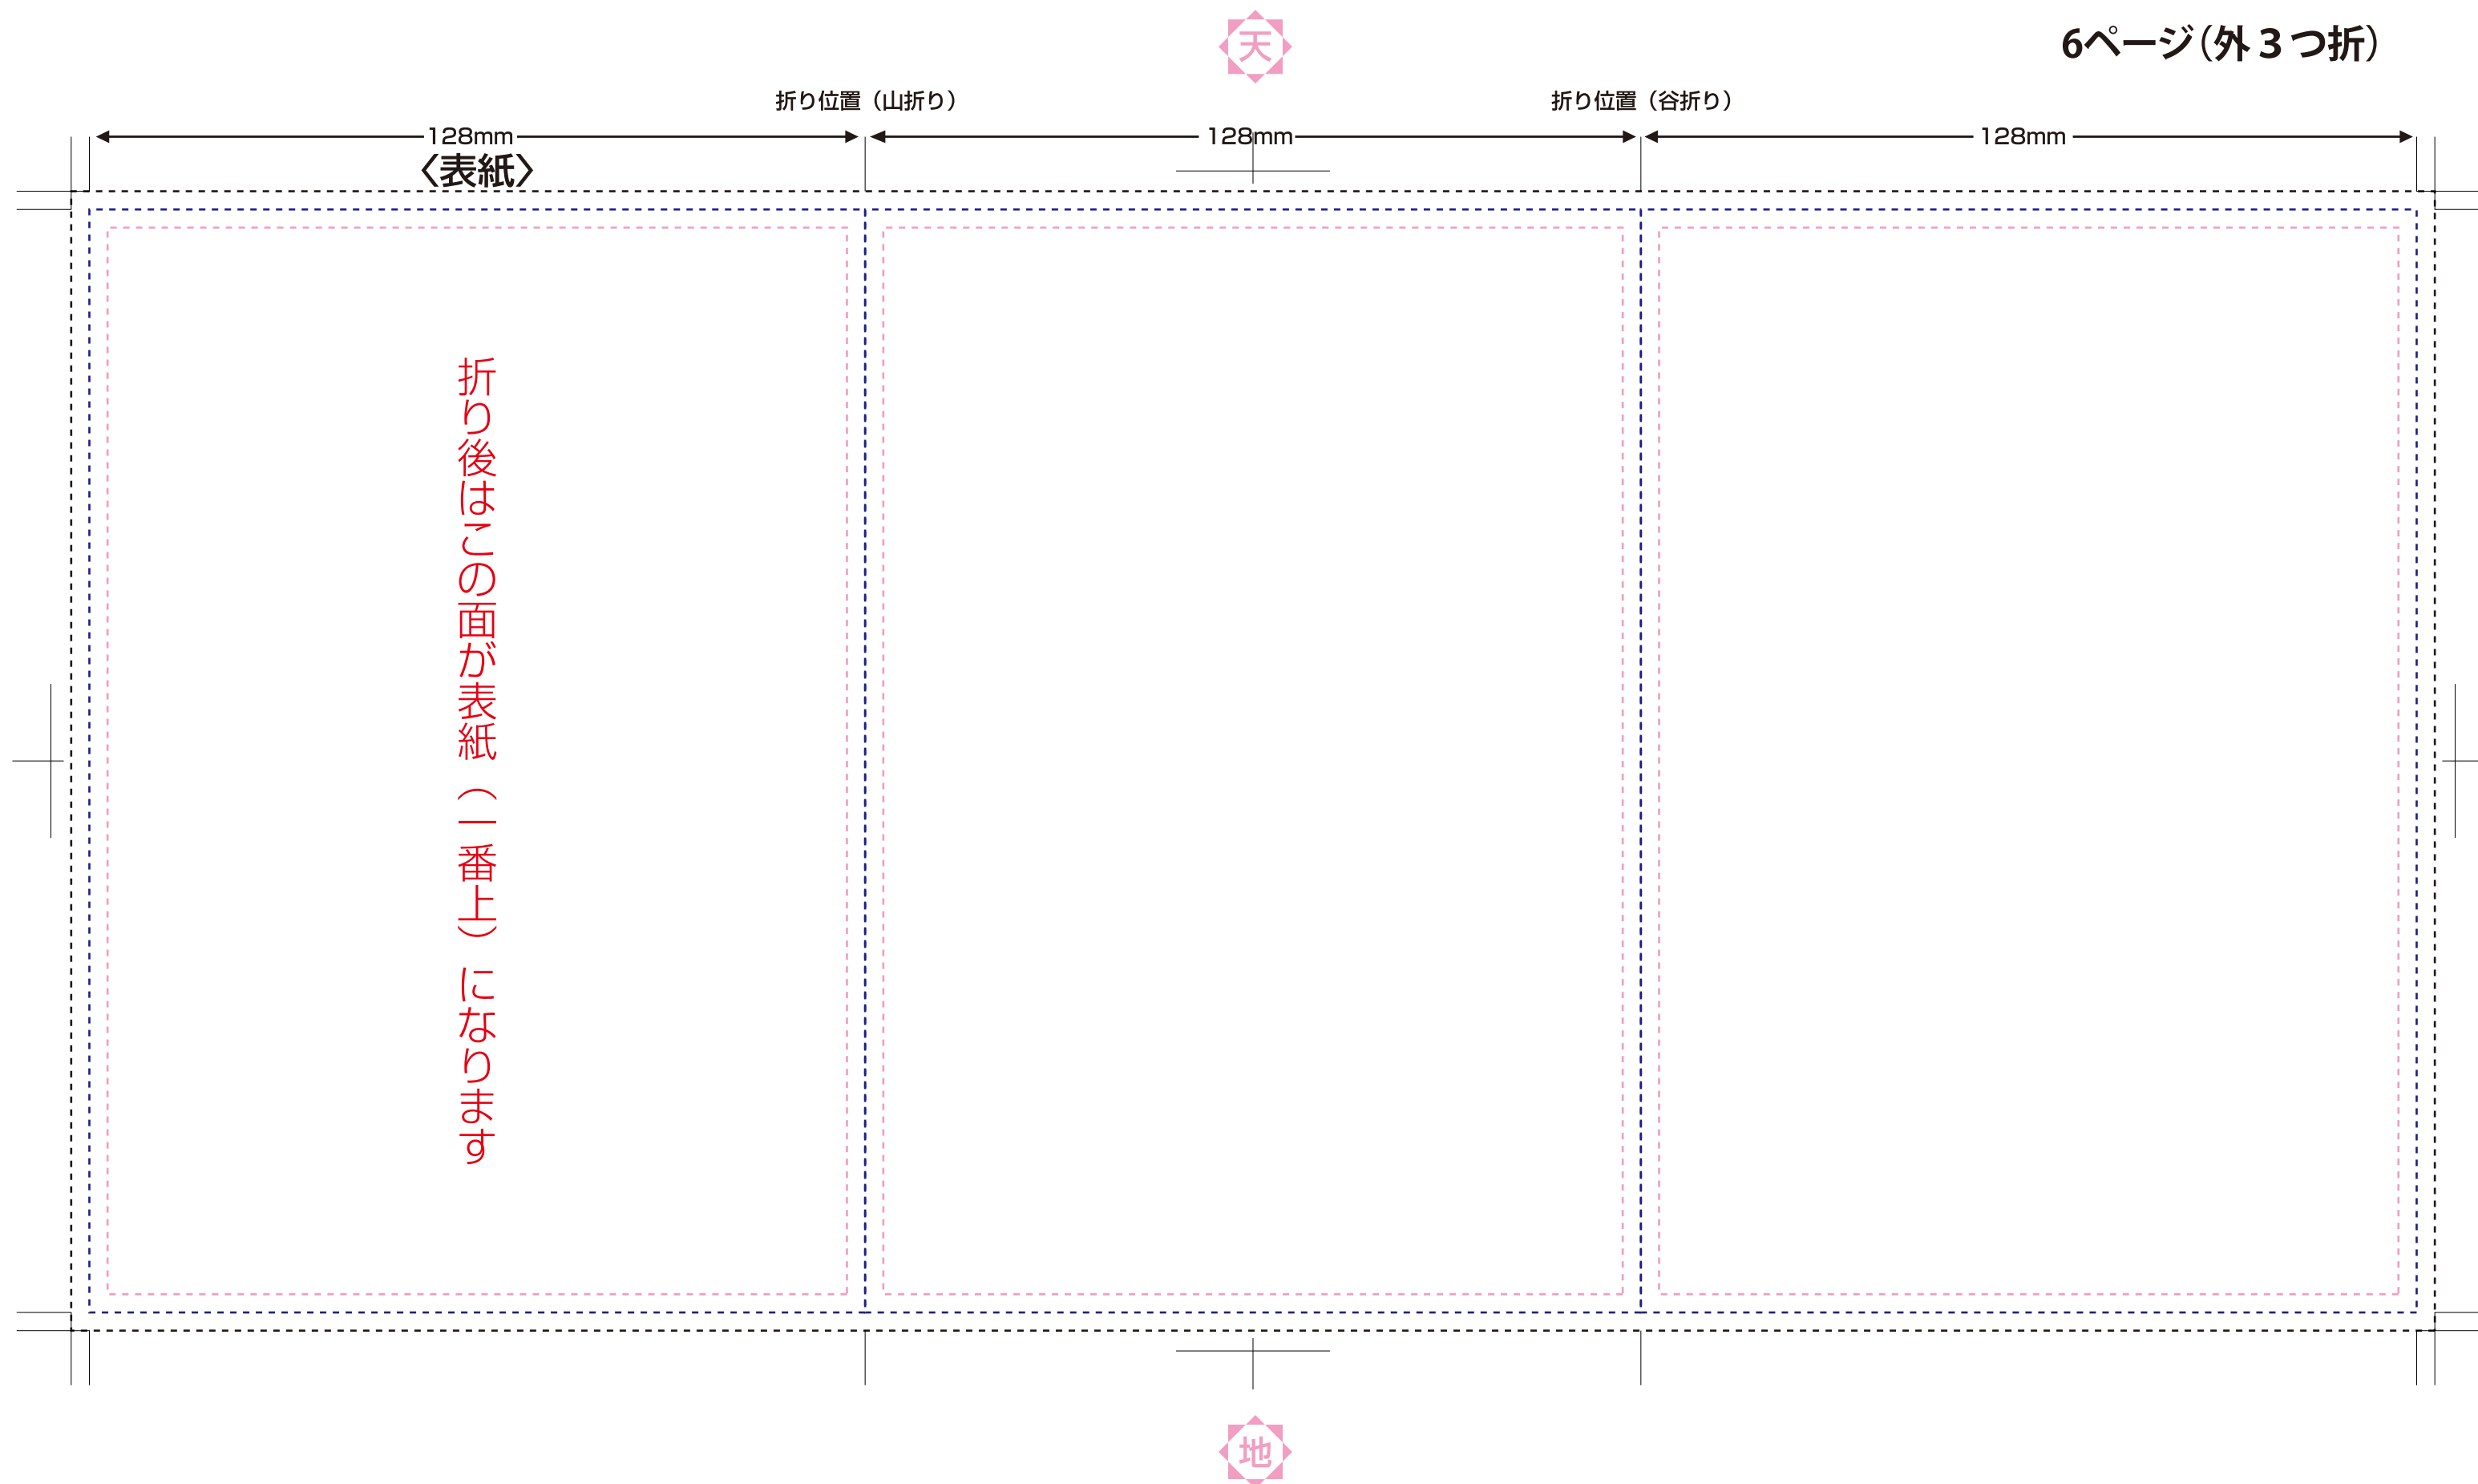 天
6ページ（外3つ折）
折り位置（山折り）
折り位置（谷折り）
128mm
128mm
128mm
〈表紙〉
折り後はこの面が表紙（一番上）になります
地